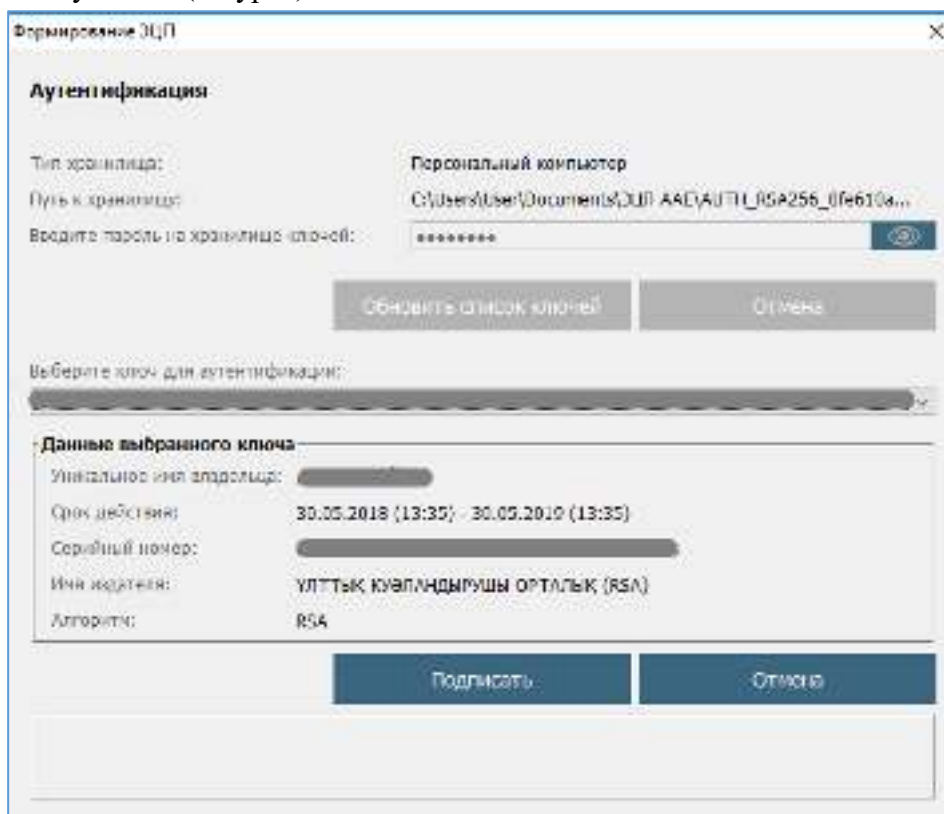 Формирование ЭЦП
Аутентификация
Тип хранилища: Персональный компьютер
Путь к хранилищу: C:\Users\User\Documents\ЭЦП AAE\AUTH_RSA256_0fe610a...
Введите пароль на хранилище ключей: ********
Обновить список ключей Отмена
Выберите ключ для аутентификации:
Данные выбранного ключа
Уникальное имя владельца:
Срок действия: 30.05.2018 (13:35) - 30.05.2019 (13:35)
Серийный номер:
Имя издателя: ҰЛТТЫҚ КУӘЛАНДЫРУШЫ ОРТАЛЫҚ (RSA)
Алгоритм: RSA
Подписать Отмена